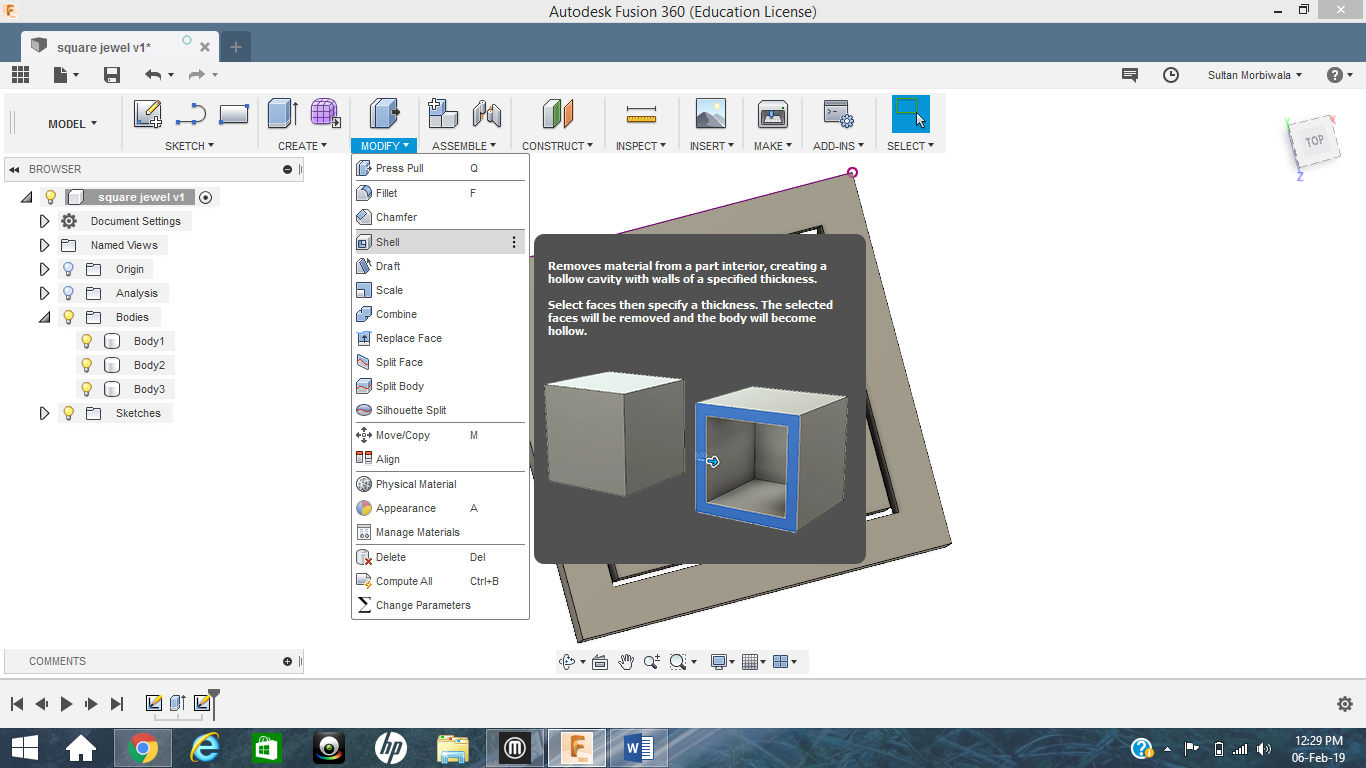 Autodesk Fusion 360 (Education License)
square jewel v1*
Sultan Morbiwala
MODEL
SKETCH
CREATE
MODIFY
ASSEMBLE
CONSTRUCT
INSPECT
INSERT
MAKE
ADD-INS
SELECT
TOP
Y
X
Z
BROWSER
square jewel v1
Document Settings
Named Views
Origin
Analysis
Bodies
Body1
Body2
Body3
Sketches
Press Pull Q
Fillet F
Chamfer
Shell
Draft
Scale
Combine
Replace Face
Split Face
Split Body
Silhouette Split
Move/Copy M
Align
Physical Material
Appearance A
Manage Materials
Delete Del
Compute All Ctrl+B
Change Parameters
Removes material from a part interior, creating a
hollow cavity with walls of a specified thickness.
Select faces then specify a thickness. The selected
faces will be removed and the body will become
hollow.
COMMENTS
12:29 PM
06-Feb-19